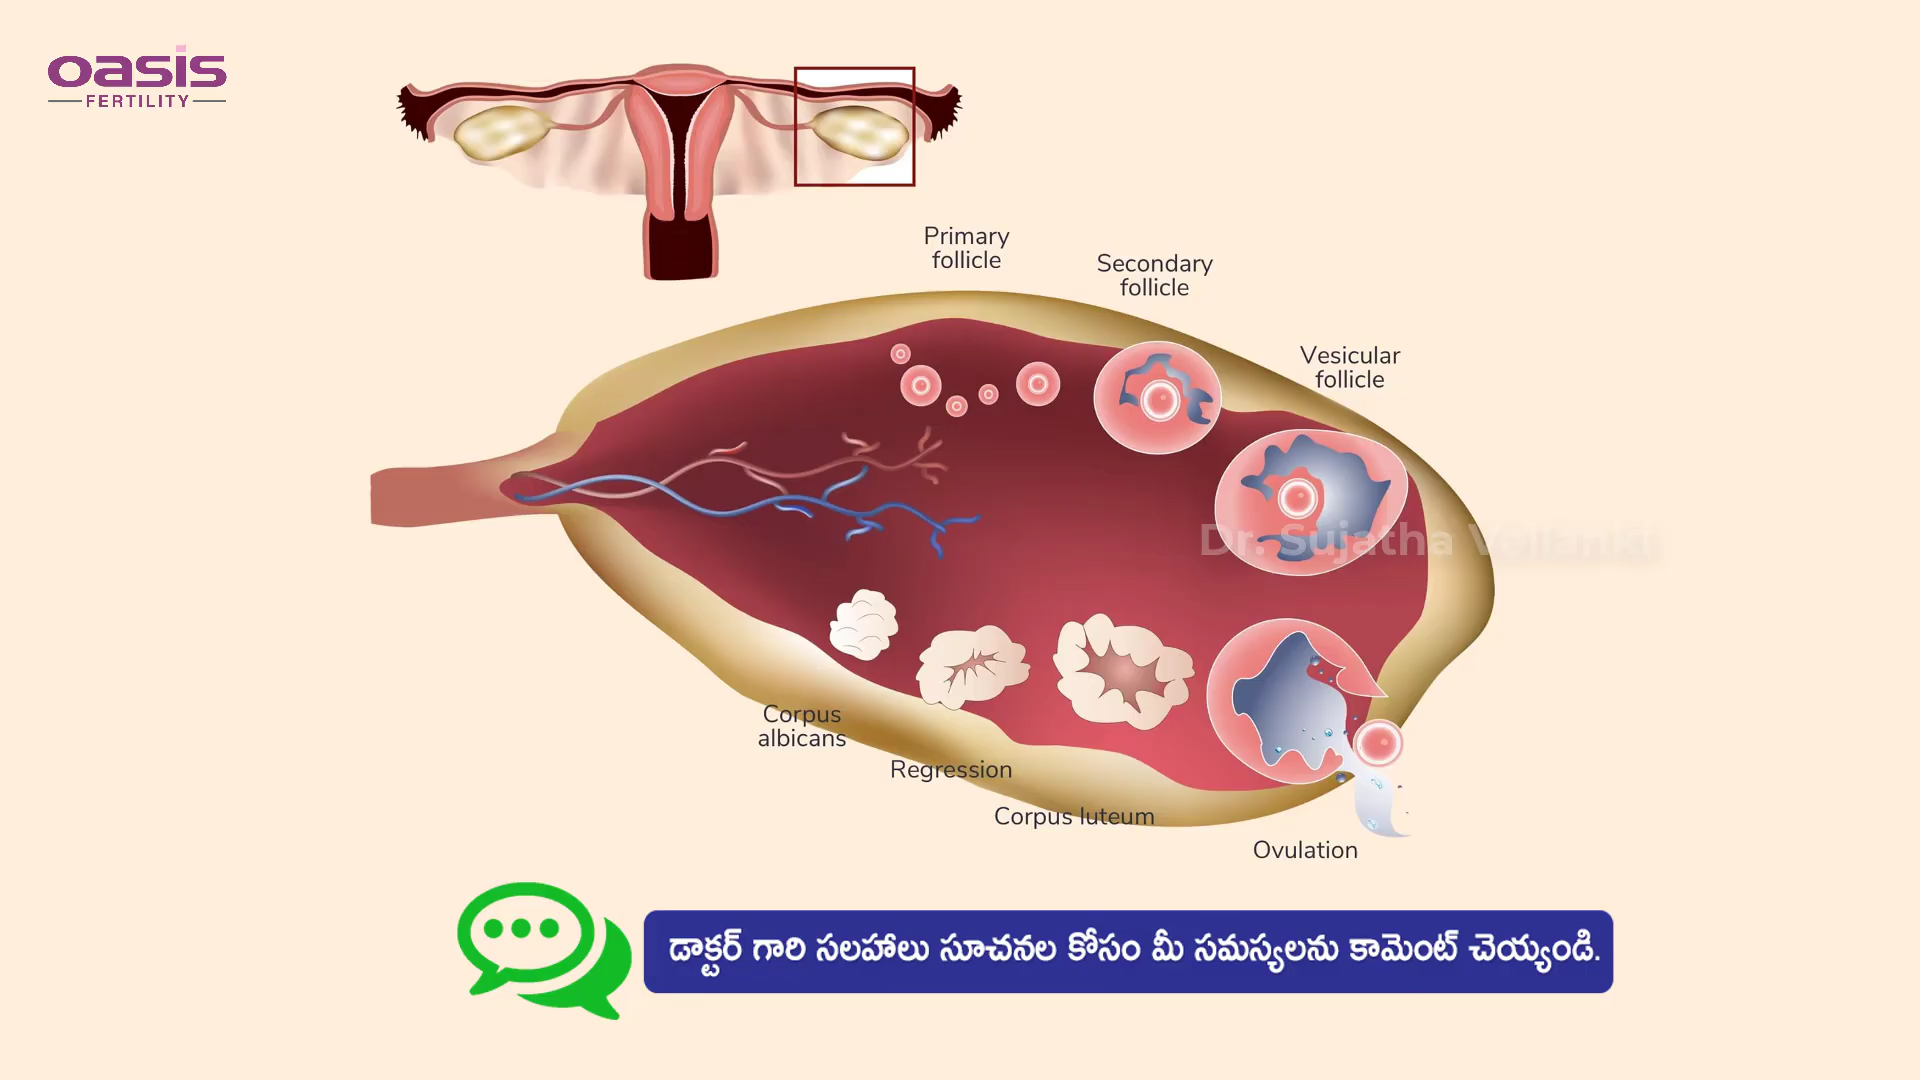 oasis
FERTILITY
Primary
follicle
Secondary
follicle
Vesicular
follicle
Dr. Sujatha
Corpus
albicans
Regression
Corpus luteum
Ovulation
డాక్టర్ గారి సలహాలు సూచనల కోసం మీ సమస్యలను కామెంట్ చెయ్యండి.